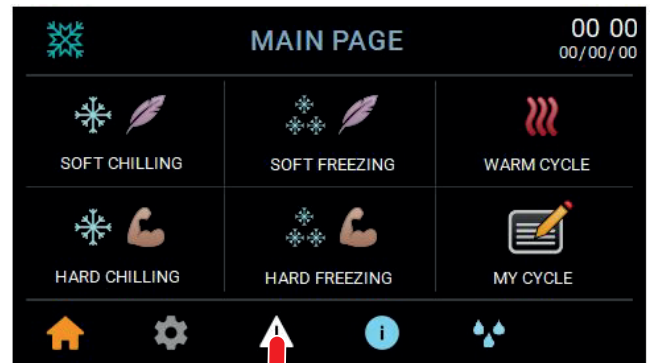 MAIN PAGE
00 00
00/00/00
SOFT CHILLING
SOFT FREEZING
WARM CYCLE
HARD CHILLING
HARD FREEZING
MY CYCLE
i